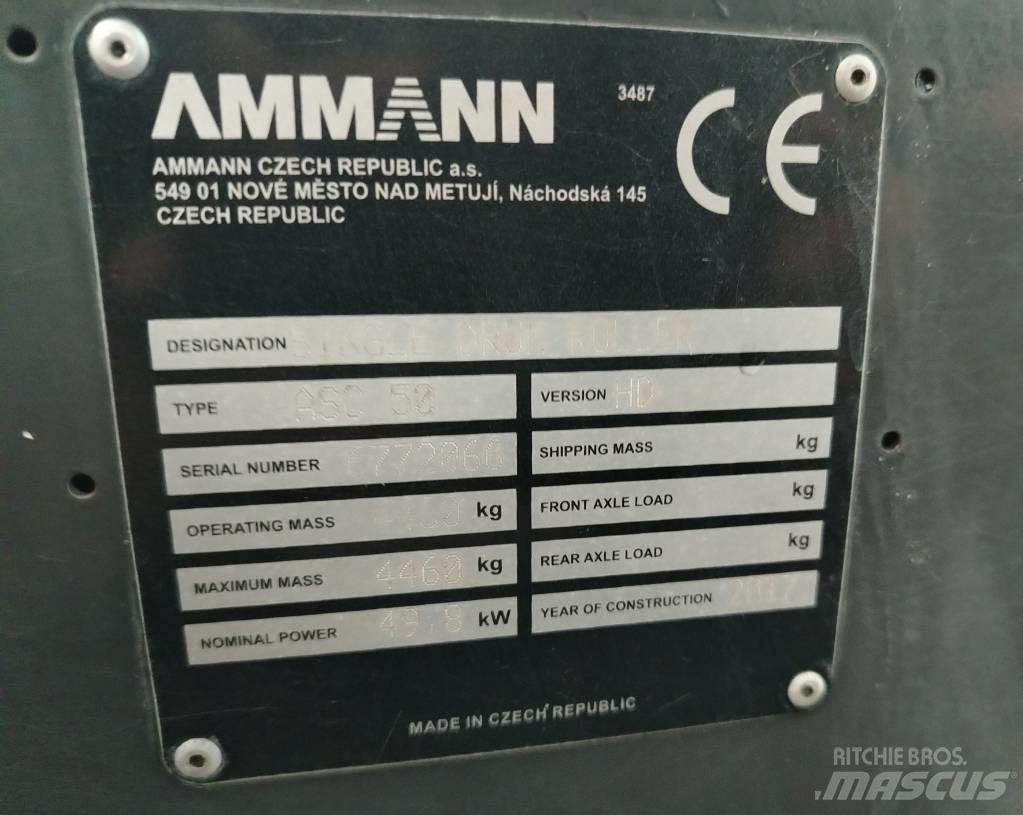 AMMANN
3487
CE
AMMANN CZECH REPUBLIC a.s.
549 01 NOVÉ MĚSTO NAD METUJÍ, Náchodská 145
CZECH REPUBLIC
DESIGNATION SINGLE DRUM ROLLER
TYPE ASC 50
VERSION HD
SERIAL NUMBER
SHIPPING MASS kg
OPERATING MASS kg
FRONT AXLE LOAD kg
MAXIMUM MASS 4460 kg
REAR AXLE LOAD kg
NOMINAL POWER 49.8 kW
YEAR OF CONSTRUCTION 2017
MADE IN CZECH REPUBLIC
RITCHIE BROS.
MASCUS